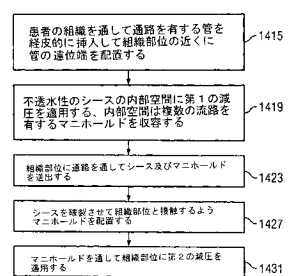 患者の組織を通して通路を有する管を
経皮的に挿入して組織部位の近くに
管の遠位端を配置する
1415
不透水性のシースの内部空間に第1の減
圧を適用する、内部空間は複数の流路を
有するマニホールドを収容する
1419
組織部位に通路を通してシース及びマニホールド
を送出する
1423
シースを破裂させて組織部位と接触するよう
マニホールドを配置する
1427
マニホールドを通して組織部位に第2の減圧を
適用する
1431